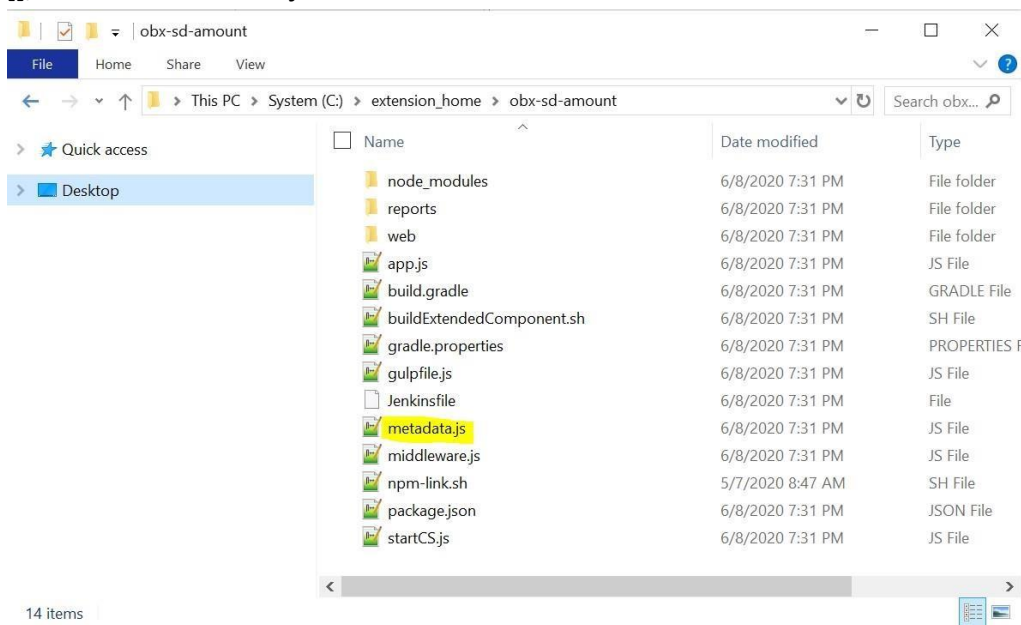 obx-sd-amount
File Home Share View
This PC > System (C:) > extension_home > obx-sd-amount Search obx...
Quick access
Desktop
Name Date modified Type
node_modules 6/8/2020 7:31 PM File folder
reports 6/8/2020 7:31 PM File folder
web 6/8/2020 7:31 PM File folder
app.js 6/8/2020 7:31 PM JS File
build.gradle 6/8/2020 7:31 PM GRADLE File
buildExtendedComponent.sh 6/8/2020 7:31 PM SH File
gradle.properties 6/8/2020 7:31 PM PROPERTIES F
gulpfile.js 6/8/2020 7:31 PM JS File
Jenkinsfile 6/8/2020 7:31 PM File
metadata.js 6/8/2020 7:31 PM JS File
middleware.js 6/8/2020 7:31 PM JS File
npm-link.sh 5/7/2020 8:47 AM SH File
package.json 6/8/2020 7:31 PM JSON File
startCS.js 6/8/2020 7:31 PM JS File
14 items